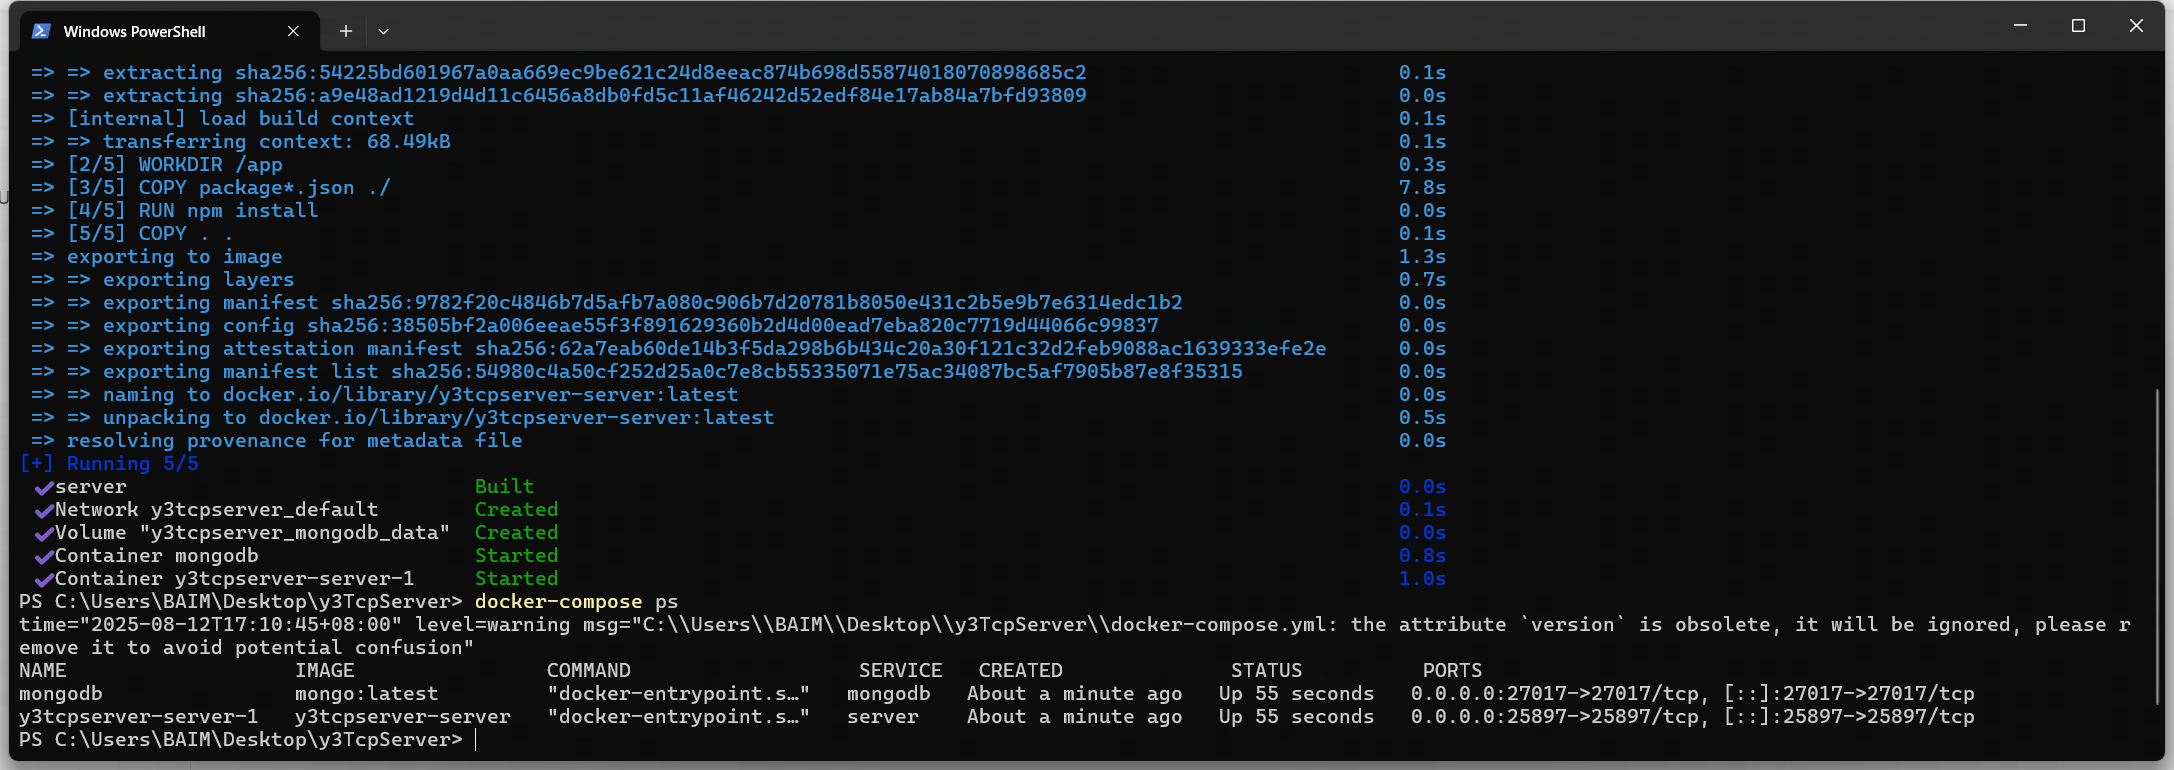 Windows PowerShell
=> => extracting sha256:54225bd601967a0aa669ec9be621c24d8eeac874b698d55874018070898685c2 0.1s
=> => extracting sha256:a9e48ad1219d4d11c6456a8db0fd5c11af46242d52edf84e17ab84a7bfd93809 0.0s
=> [internal] load build context 0.1s
=> => transferring context: 68.49kB 0.1s
=> [2/5] WORKDIR /app 0.3s
=> [3/5] COPY package*.json ./ 7.8s
=> [4/5] RUN npm install 0.0s
=> [5/5] COPY . . 0.1s
=> exporting to image 1.3s
=> => exporting layers 0.7s
=> => exporting manifest sha256:9782f20c4846b7d5afb7a080c906b7d20781b8050e431c2b5e9b7e6314edc1b2 0.0s
=> => exporting config sha256:38505bf2a006eeae55f3f891629360b2d4d00ead7eba820c7719d44066c99837 0.0s
=> => exporting attestation manifest sha256:62a7eab60de14b3f5da298b6b434c20a30f121c32d2feb9088ac1639333efe2e 0.0s
=> => exporting manifest list sha256:54980c4a50cf252d25a0c7e8cb55335071e75ac34087bc5af7905b87e8f35315 0.0s
=> => naming to docker.io/library/y3tcpserver-server:latest 0.0s
=> => unpacking to docker.io/library/y3tcpserver-server:latest 0.5s
=> resolving provenance for metadata file 0.0s
[+] Running 5/5
✔server Built 0.0s
✔Network y3tcpserver_default Created 0.1s
✔Volume "y3tcpserver_mongodb_data" Created 0.0s
✔Container mongodb Started 0.8s
✔Container y3tcpserver-server-1 Started 1.0s
PS C:\Users\BAIM\Desktop\y3TcpServer> docker-compose ps
time="2025-08-12T17:10:45+08:00" level=warning msg="C:\\Users\\BAIM\\Desktop\\y3TcpServer\\docker-compose.yml: the attribute `version` is obsolete, it will be ignored, please r
emove it to avoid potential confusion"
NAME IMAGE COMMAND SERVICE CREATED STATUS PORTS
mongodb mongo:latest "docker-entrypoint.s…" mongodb About a minute ago Up 55 seconds 0.0.0.0:27017->27017/tcp, [::]:27017->27017/tcp
y3tcpserver-server-1 y3tcpserver-server "docker-entrypoint.s…" server About a minute ago Up 55 seconds 0.0.0.0:25897->25897/tcp, [::]:25897->25897/tcp
PS C:\Users\BAIM\Desktop\y3TcpServer>